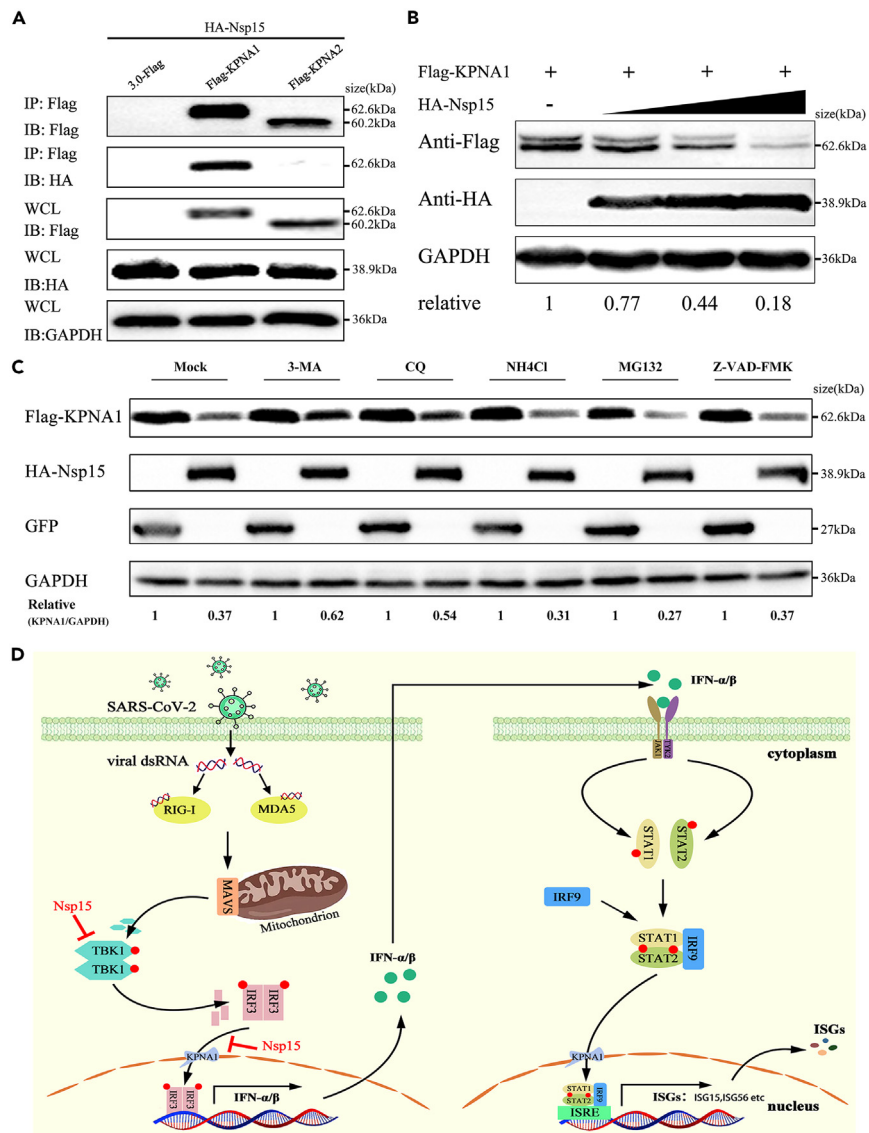 A
HA-Nsp15
3.0-Flag Flag-KPNA1 Flag-KPNA2
size(kDa)
IP: Flag
IB: Flag
62.6kDa
60.2kDa
IP: Flag
IB: HA
62.6kDa
WCL
IB: Flag
62.6kDa
60.2kDa
WCL
IB:HA
38.9kDa
WCL
IB:GAPDH
36kDa
B
Flag-KPNA1 + + + +
HA-Nsp15 -
size(kDa)
Anti-Flag 62.6kDa
Anti-HA 38.9kDa
GAPDH 36kDa
relative 1 0.77 0.44 0.18
C
Mock 3-MA CQ NH4Cl MG132 Z-VAD-FMK
size(kDa)
Flag-KPNA1 62.6kDa
HA-Nsp15 38.9kDa
GFP 27kDa
GAPDH 36kDa
Relative
(KPNA1/GAPDH)
1 0.37 1 0.62 1 0.54 1 0.31 1 0.27 1 0.37
D
SARS-CoV-2
viral dsRNA
RIG-I MDA5
MAVS
Mitochondrion
Nsp15
TBK1
TBK1
IRF3 IRF3
Nsp15
KPNA1
IRF3 IRF3
IFN-α/β
IFN-α/β
IFN-α/β
JAK1 TYK2
cytoplasm
STAT1 STAT2
IRF9
STAT1
STAT2
IRF9
KPNA1
STAT1
STAT2
IRF9
ISRE
ISGs: ISG15,ISG56 etc
ISGs
nucleus